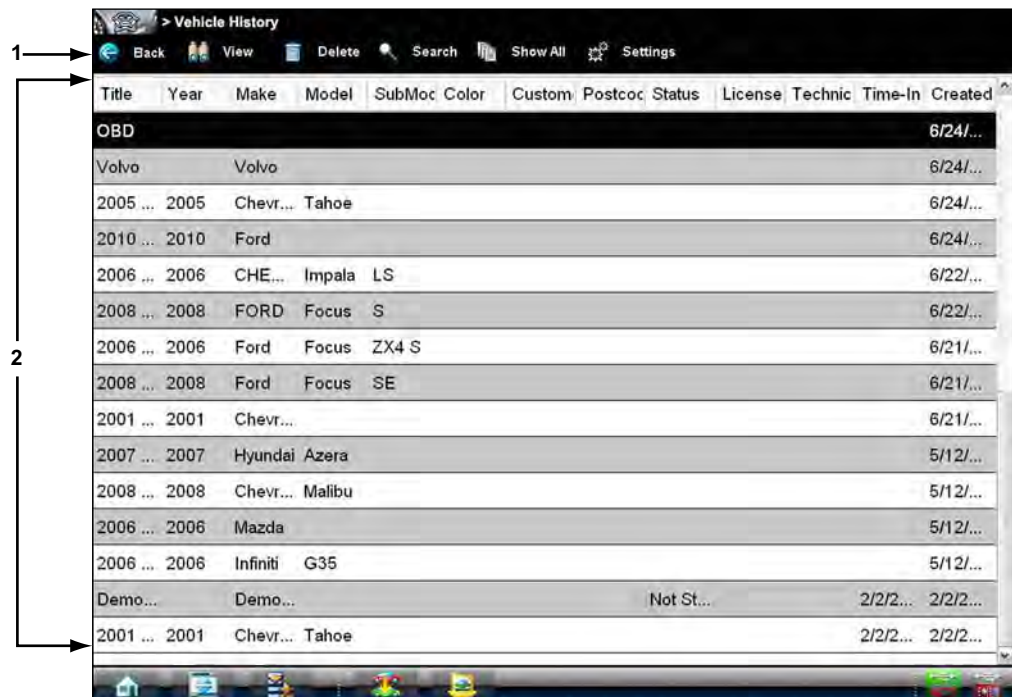 > Vehicle History
1 Back View Delete Search Show All Settings
Title Year Make Model SubMoc Color Custom Postcoc Status License Technic Time-In Created
OBD 6/24/...
Volvo Volvo 6/24/...
2005 ... 2005 Chevr... Tahoe 6/24/...
2010 ... 2010 Ford 6/24/...
2006 ... 2006 CHE... Impala LS 6/22/...
2008 ... 2008 FORD Focus S 6/22/...
2006 ... 2006 Ford Focus ZX4 S 6/21/...
2
2008 ... 2008 Ford Focus SE 6/21/...
2001 ... 2001 Chevr... 6/21/...
2007 ... 2007 Hyundai Azera 5/12/...
2008 ... 2008 Chevr... Malibu 5/12/...
2006 ... 2006 Mazda 5/12/...
2006 ... 2006 Infiniti G35 5/12/...
Demo... Demo... Not St... 2/2/2... 2/2/2...
2001 ... 2001 Chevr... Tahoe 2/2/2... 2/2/2...